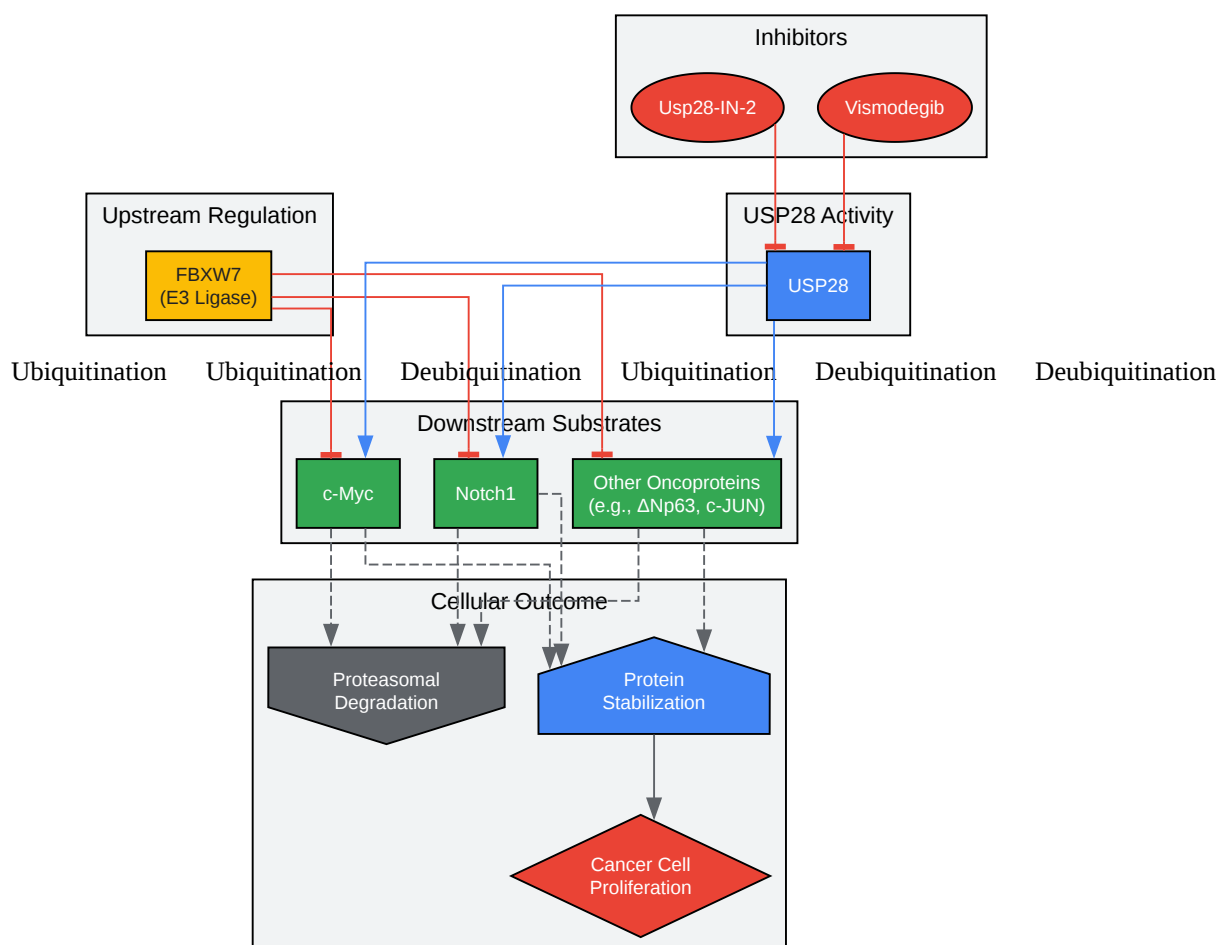 Inhibitors
Usp28-IN-2
Vismodegib
Upstream Regulation
USP28 Activity
FBXW7
(E3 Ligase)
USP28
Ubiquitination
Ubiquitination
Deubiquitination
Ubiquitination
Deubiquitination
Deubiquitination
Downstream Substrates
c-Myc
Notch1
Other Oncoproteins
(e.g., ΔNp63, c-JUN)
Cellular Outcome
Proteasomal
Degradation
Protein
Stabilization
Cancer Cell
Proliferation